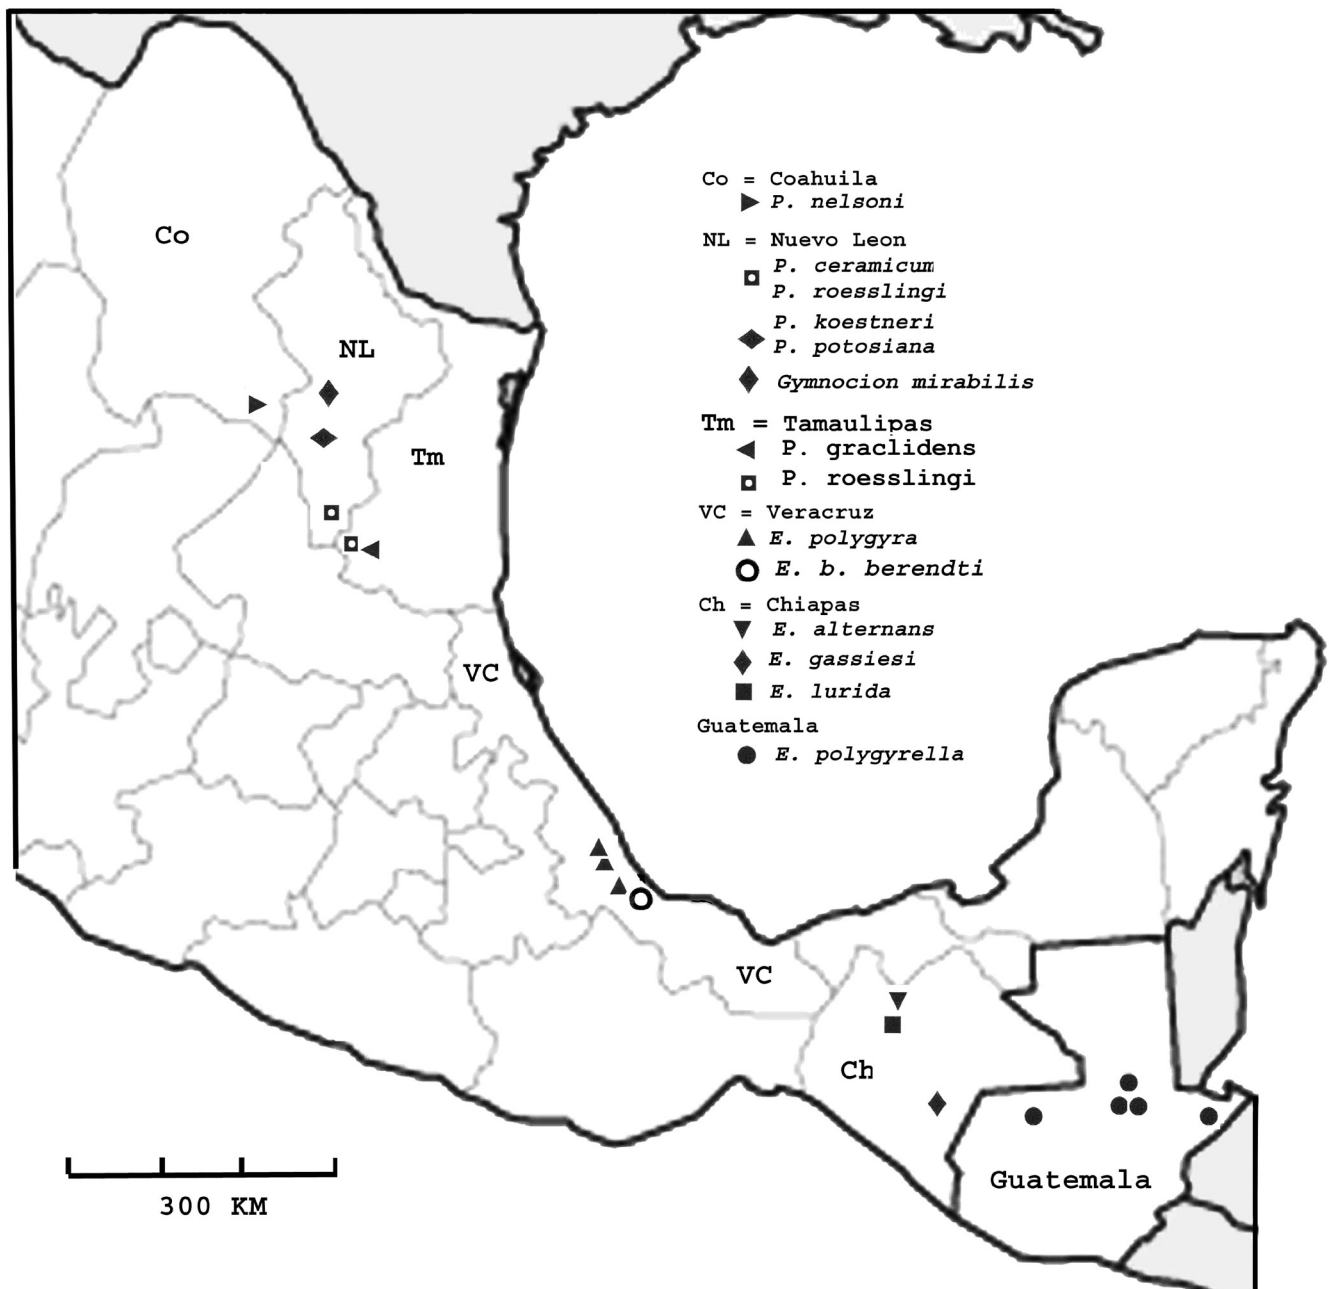 Co = Coahuila
P. nelsoni
NL = Nuevo Leon
P. ceramicum
P. roesslingi
P. koestneri
P. potosiana
Gymnocion mirabilis
Tm = Tamaulipas
P. graclidens
P. roesslingi
VC = Veracruz
E. polygyra
E. b. berendti
Ch = Chiapas
E. alternans
E. gassiesi
E. lurida
Guatemala
E. polygyrella
Co
NL
Tm
VC
VC
Ch
Guatemala
300 KM